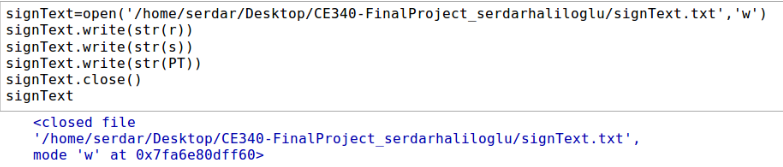 signText=open('/home/serdar/Desktop/CE340-FinalProject_serdarhaliloglu/signText.txt','w')
signText.write(str(r))
signText.write(str(s))
signText.write(str(PT))
signText.close()
signText
<closed file
'/home/serdar/Desktop/CE340-FinalProject_serdarhaliloglu/signText.txt',
mode 'w' at 0x7fa6e80dff60>